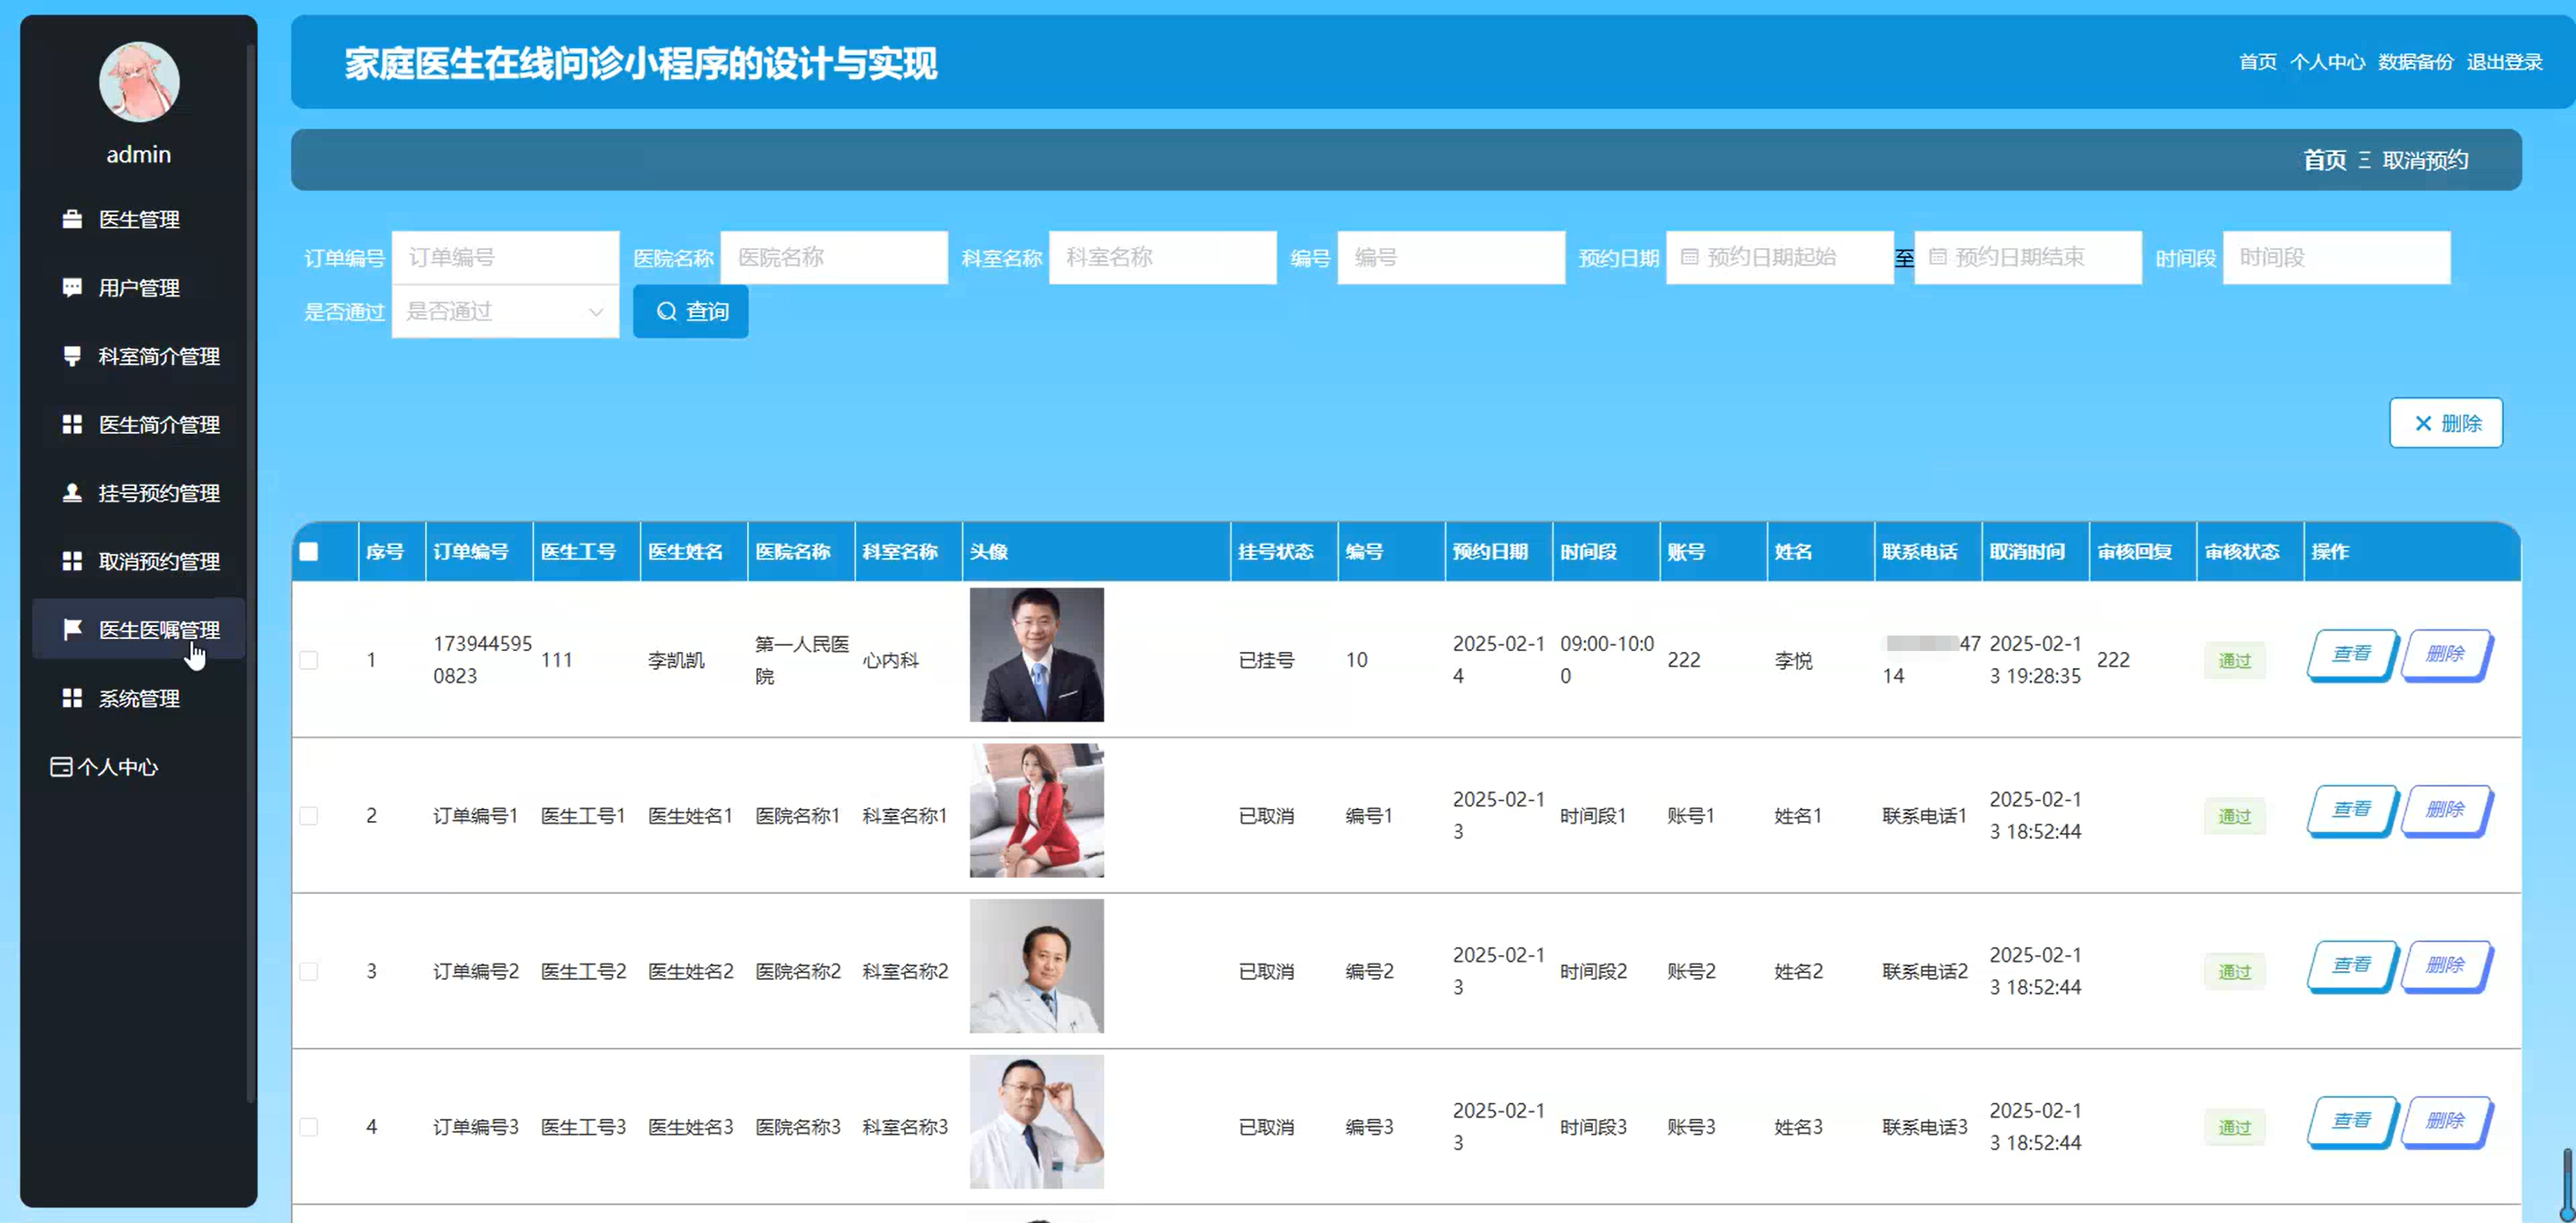 家庭医生在线问诊小程序的设计与实现
首页 个人中心 数据备份 退出登录
admin
医生管理
用户管理
科室简介管理
医生简介管理
挂号预约管理
取消预约管理
医生医嘱管理
系统管理
个人中心
首页 Ξ 取消预约
订单编号 订单编号 医院名称 医院名称 科室名称 科室名称 编号 编号 预约日期 预约日期起始 至 预约日期结束 时间段 时间段
是否通过 是否通过 查询
删除
序号 订单编号 医生工号 医生姓名 医院名称 科室名称 头像 挂号状态 编号 预约日期 时间段 账号 姓名 联系电话 取消时间 审核回复 审核状态 操作
173944595 第一人民医 2025-02-1 09:00-10:0 47 2025-02-1
1 111 李凯凯 心内科 已挂号 10 222 李悦 222 通过 查看 删除
0823 院 4 0 14 3 19:28:35
2025-02-1 2025-02-1
2 订单编号1 医生工号1 医生姓名1 医院名称1 科室名称1 已取消 编号1 时间段1 账号1 姓名1 联系电话1 通过 查看 删除
3 3 18:52:44
2025-02-1 2025-02-1
3 订单编号2 医生工号2 医生姓名2 医院名称2 科室名称2 已取消 编号2 时间段2 账号2 姓名2 联系电话2 通过 查看 删除
3 3 18:52:44
2025-02-1 2025-02-1
4 订单编号3 医生工号3 医生姓名3 医院名称3 科室名称3 已取消 编号3 时间段3 账号3 姓名3 联系电话3 通过 查看 删除
3 3 18:52:44